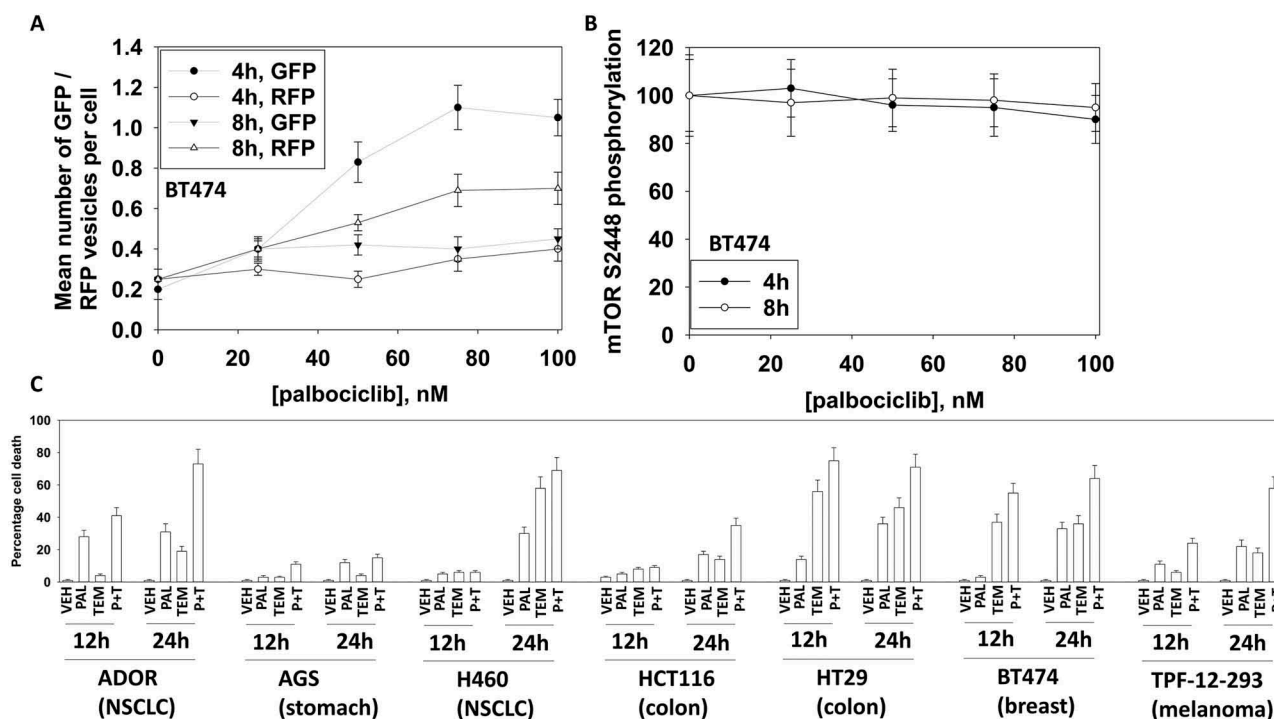 A
Mean number of GFP /
RFP vesicles per cell
1.4
1.2
1.0
0.8
0.6
0.4
0.2
0.0
4h, GFP
4h, RFP
8h, GFP
8h, RFP
BT474
0 20 40 60 80 100
[palbociclib], nM
B
mTOR S2448 phosphorylation
120
100
80
60
40
20
0
BT474
4h
8h
0 20 40 60 80 100
[palbociclib], nM
C
Percentage cell death
100
80
60
40
20
0
VEH PAL TEM P+T VEH PAL TEM P+T VEH PAL TEM P+T VEH PAL TEM P+T VEH PAL TEM P+T VEH PAL TEM P+T VEH PAL TEM P+T VEH PAL TEM P+T VEH PAL TEM P+T VEH PAL TEM P+T VEH PAL TEM P+T VEH PAL TEM P+T VEH PAL TEM P+T VEH PAL TEM P+T
12h 24h 12h 24h 12h 24h 12h 24h 12h 24h 12h 24h 12h 24h
ADOR AGS H460 HCT116 HT29 BT474 TPF-12-293
(NSCLC) (stomach) (NSCLC) (colon) (colon) (breast) (melanoma)